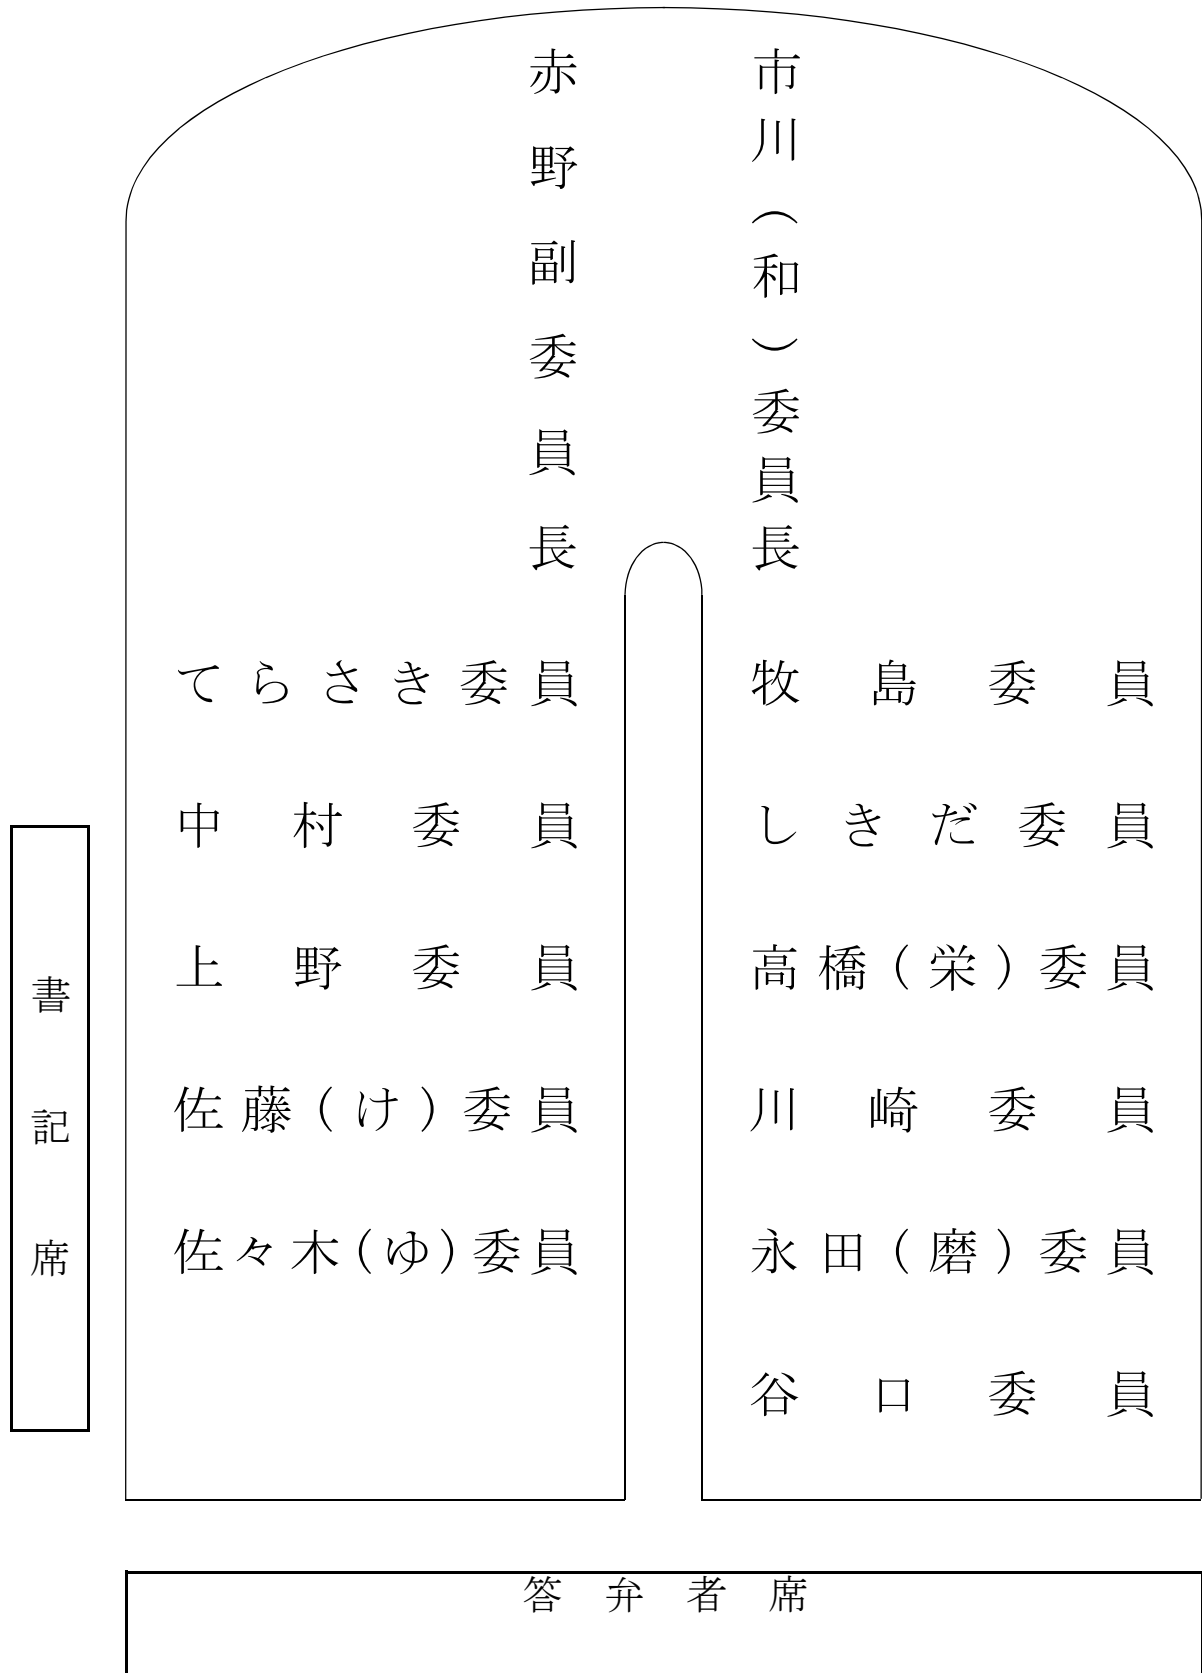 市川(和)委員長
赤野副委員長
てらさき委員
牧島委員
中村委員
しきだ委員
上野委員
高橋(栄)委員
佐藤(け)委員
川崎委員
佐々木(ゆ)委員
永田(磨)委員
谷口委員
書記席
答弁者席